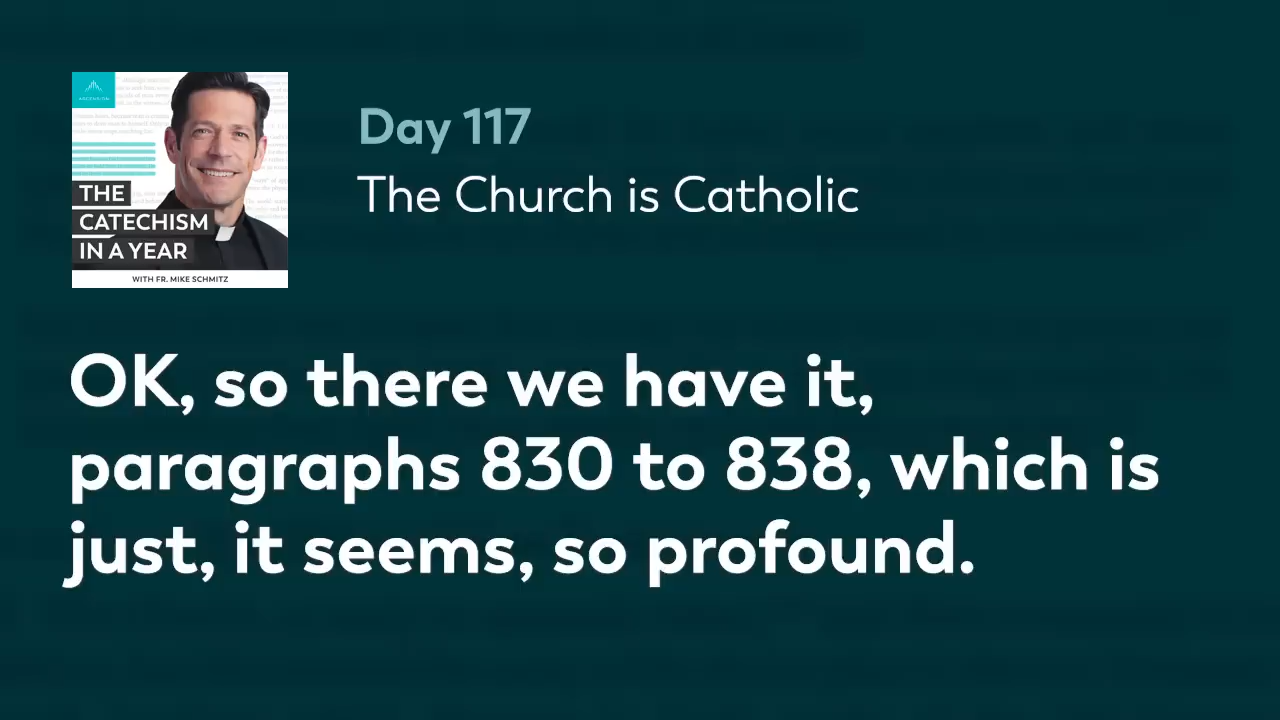 Day 117
The Church is Catholic
ASCENSION
THE
CATECHISM
IN A YEAR
WITH FR. MIKE SCHMITZ
OK, so there we have it,
paragraphs 830 to 838, which is
just, it seems, so profound.